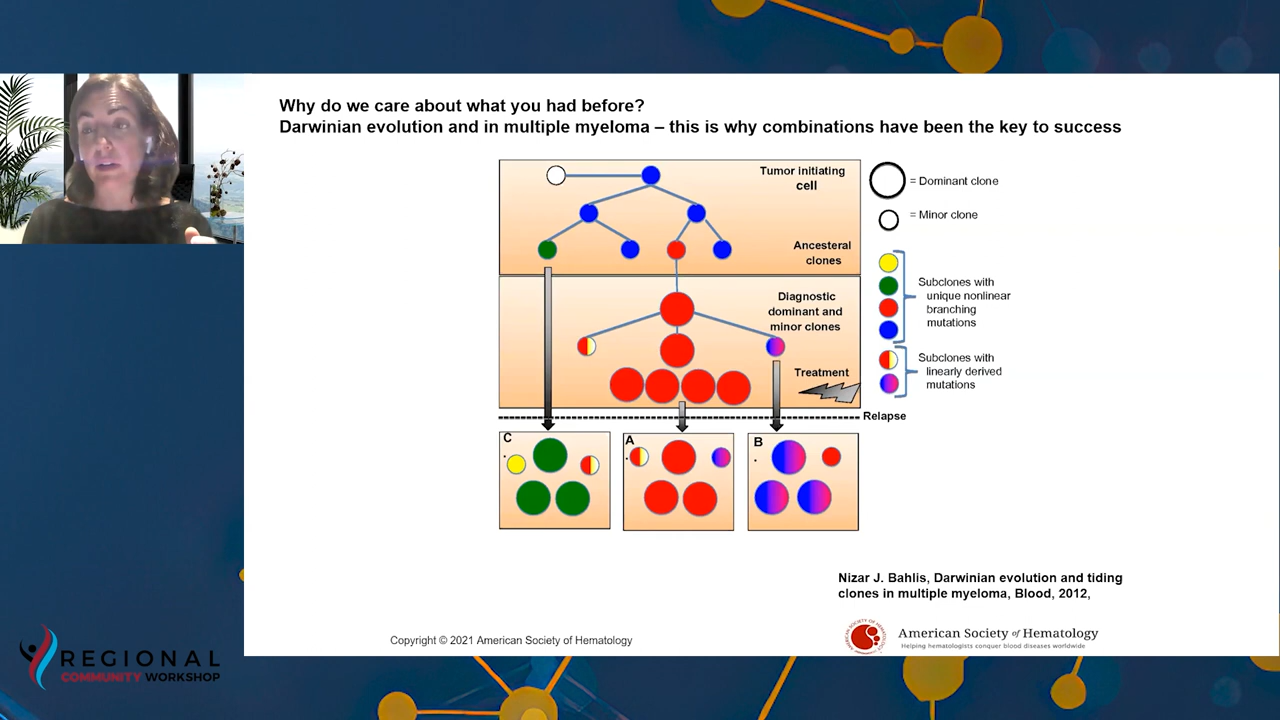 Why do we care about what you had before?
Darwinian evolution and in multiple myeloma – this is why combinations have been the key to success
Tumor initiating
cell
Ancesteral
clones
Diagnostic
dominant and
minor clones
Treatment
Relapse
C
A
B
= Dominant clone
= Minor clone
Subclones with
unique nonlinear
branching
mutations
Subclones with
linearly derived
mutations
Nizar J. Bahlis, Darwinian evolution and tiding
clones in multiple myeloma, Blood, 2012,
Copyright © 2021 American Society of Hematology
American Society of Hematology
Helping hematologists conquer blood diseases worldwide
REGIONAL
COMMUNITY WORKSHOP